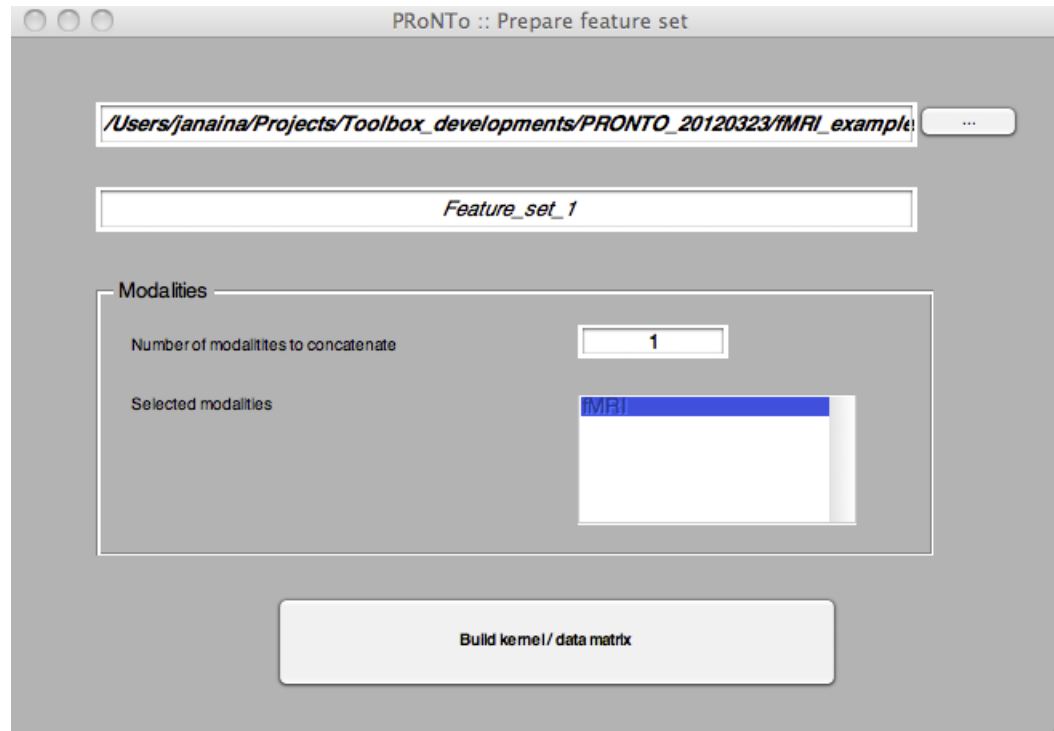 PRoNTo :: Prepare feature set
/Users/janaina/Projects/Toolbox_developments/PRONTO_20120323/fMRI_example
...
Feature_set_1
Modalities
Number of modalitites to concatenate
1
Selected modalities
fMRI
Build kernel / data matrix